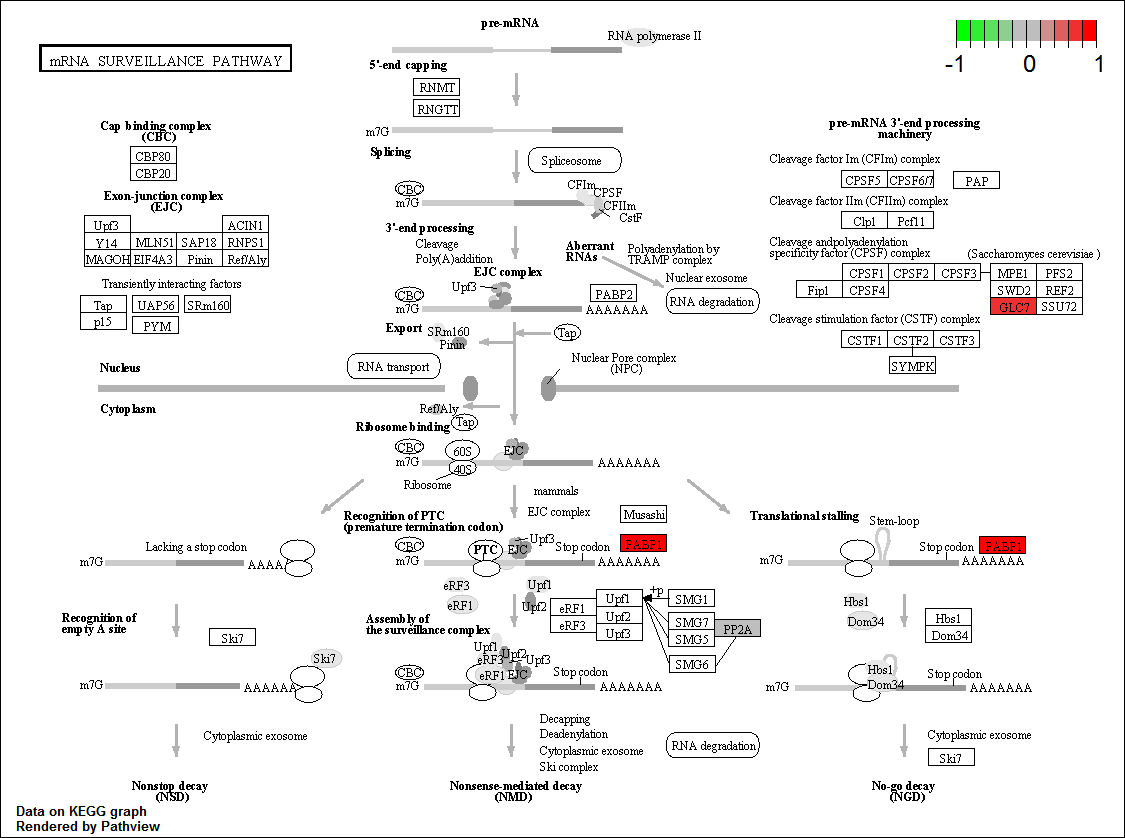 pre-mRNA
RNA polymerase II
-1 0 1
mRNA SURVEILLANCE PATHWAY
5'-end capping
RNMT
RNGTT
m7G
Cap binding complex
(CBC)
CBP80
CBP20
Splicing
Spliceosome
CBC
m7G
CFIm
CPSF
CFIIm
CstF
pre-mRNA 3'-end processing
machinery
Cleavage factor Im (CFIm) complex
CPSF5 CPSF6/7 PAP
Cleavage factor IIm (CFIIm) complex
Clp1 Pcf11
Cleavage andpolyadenylation
specificity factor (CPSF) complex
(Saccharomyces cerevisiae )
CPSF1 CPSF2 CPSF3 MPE1 PFS2
Fip1 CPSF4 SWD2 REF2
GLC7 SSU72
Cleavage stimulation factor (CSTF) complex
CSTF1 CSTF2 CSTF3
SYMPK
Exon-junction complex
(EJC)
Upf3 ACIN1
Y14 MLN51 SAP18 RNPS1
MAGOH EIF4A3 Pinin Ref/Aly
Transiently interacting factors
Tap UAP56 SRm160
p15 PYM
3'-end processing
Cleavage
Poly(A)addition
Aberrant
RNAs
Polyadenylation by
TRAMP complex
Nuclear exosome
RNA degradation
EJC complex
Upf3
CBC
m7G
PABP2
AAAAAAA
Export
SRm160
Pinin
Tap
RNA transport
Nuclear Pore complex
(NPC)
Nucleus
Cytoplasm
Ref/Aly
Tap
Ribosome binding
CBC
m7G
60S
40S
EJC
AAAAAAA
Ribosome
mammals
EJC complex
Musashi
Recognition of PTC
(premature termination codon)
CBC
m7G
PTC
EJC
Upf3
Stop codon
PABP1
AAAAAAA
Translational stalling
Stem-loop
Stop codon
PABP1
m7G
AAAAAAA
Lacking a stop codon
m7G
AAAA
eRF3
eRF1
Upf1
Upf2
eRF1
eRF3
Upf1
Upf2
Upf3
+p
SMG1
SMG7
SMG5
SMG6
PP2A
Hbs1
Dom34
Hbs1
Dom34
Recognition of
empty A site
Ski7
Ski7
m7G
AAAAAA
Assembly of
the surveillance complex
CBC
m7G
Upf1
Upf2
eRF3
Upf3
eRF1
EJC
Stop codon
AAAAAAA
Hbs1
Dom34
Stop codon
m7G
AAAAAAA
Cytoplasmic exosome
Decapping
Deadenylation
Cytoplasmic exosome
Ski complex
RNA degradation
Cytoplasmic exosome
Ski7
Nonstop decay
(NSD)
Nonsense-mediated decay
(NMD)
No-go decay
(NGD)
Data on KEGG graph
Rendered by Pathview